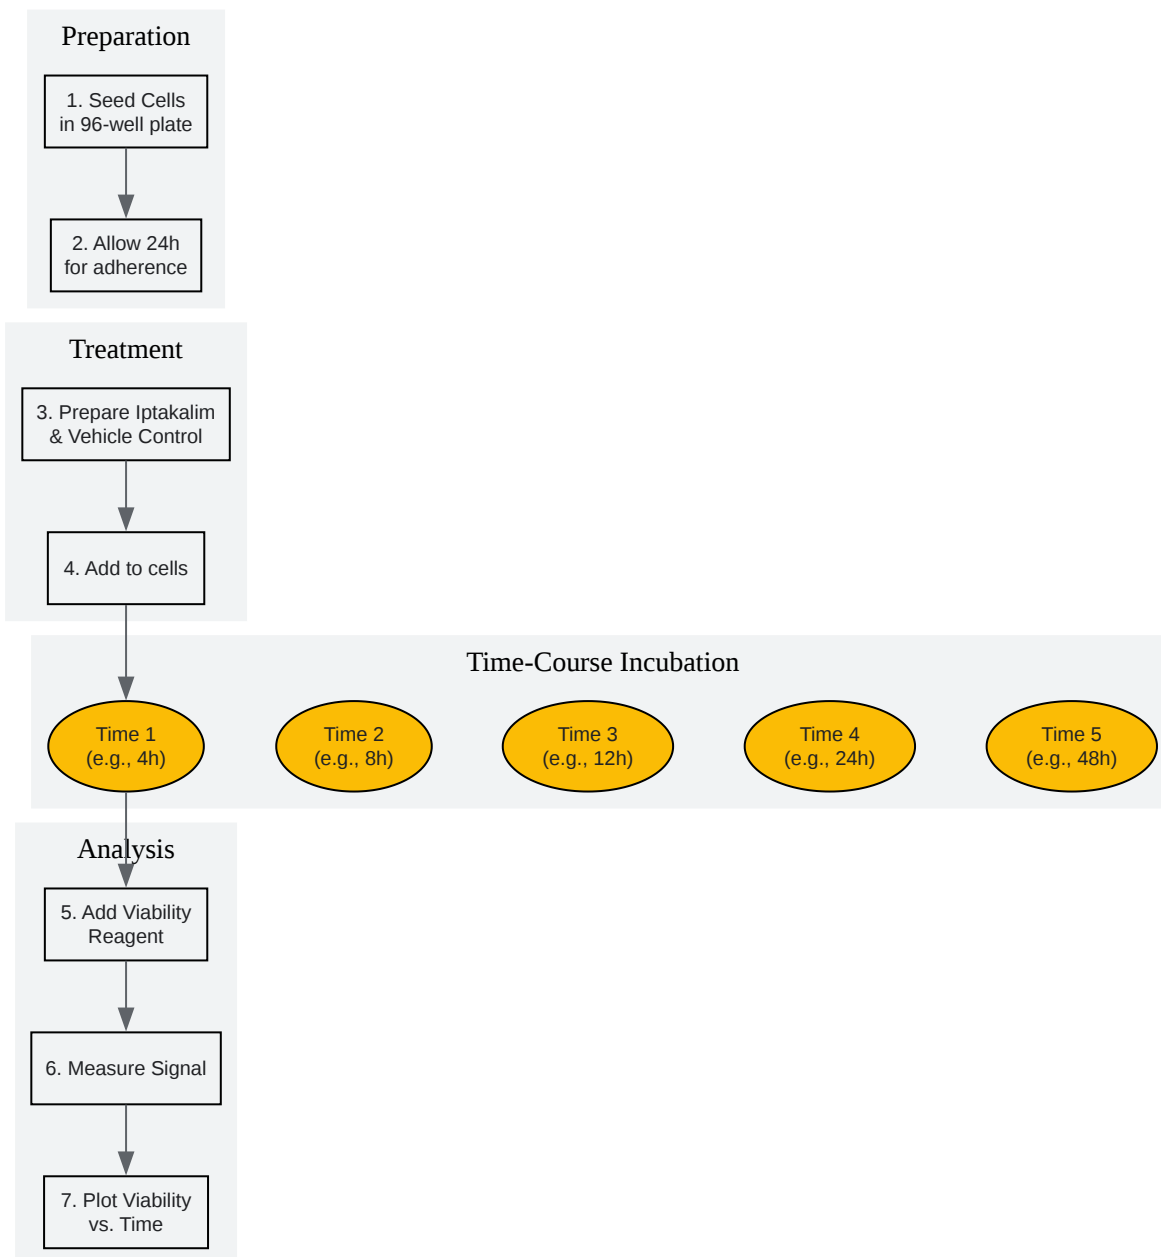 Preparation
1. Seed Cells
in 96-well plate
2. Allow 24h
for adherence
Treatment
3. Prepare Iptakalim
& Vehicle Control
4. Add to cells
Time-Course Incubation
Time 1
(e.g., 4h)
Time 2
(e.g., 8h)
Time 3
(e.g., 12h)
Time 4
(e.g., 24h)
Time 5
(e.g., 48h)
Analysis
5. Add Viability
Reagent
6. Measure Signal
7. Plot Viability
vs. Time